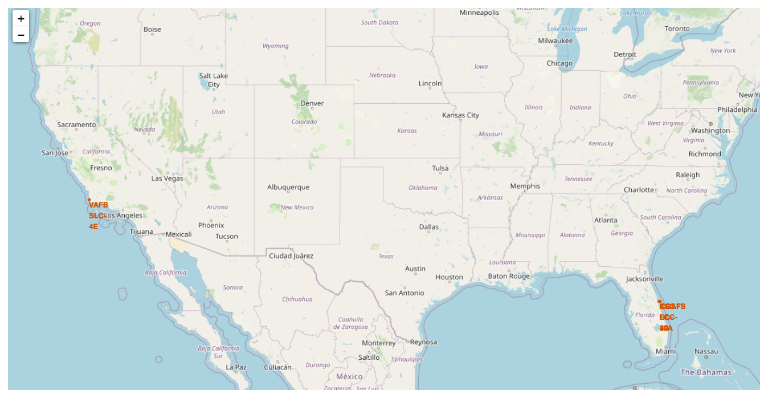 +
−
Oregon
Boise
Wyoming
South Dakota
Minneapolis
Wisconsin
Milwaukee
Lake Huron
Toronto
Michigan
Detroit
New York
Chicago
Iowa
Salt Lake
City
Nebraska
Lincoln
Pennsylvania
Ohio
Illinois
Indiana
New York
Philadelphia
Denver
Utah
Colorado
Nevada
Sacramento
San Jose
California
Fresno
Kansas
Kansas City
Missouri
West Virginia
Washington
Virginia
Richmond
Kentucky
Las Vegas
Tulsa
Oklahoma
Albuquerque
New Mexico
Arizona
Memphis
Tennessee
Arkansas
Raleigh
Charlotte
North Carolina
VAFB
SLC-
4E
Los Angeles
Phoenix
Tucson
Tijuana
Mexicali
Dallas
Mississippi
Alabama
Atlanta
Georgia
South Carolina
Texas
Ciudad Juárez
Louisiana
Austin
Houston
Baton Rouge
San Antonio
Jacksonville
Baja California
Sonora
Chihuahua
Florida
Coahuila
de Zaragoza
Monterrey
Reynosa
Saltillo
Tamaulipas
Miami
Nassau
The Bahamas
Baja California
Sur
La Paz
Culiacán
Durango
México